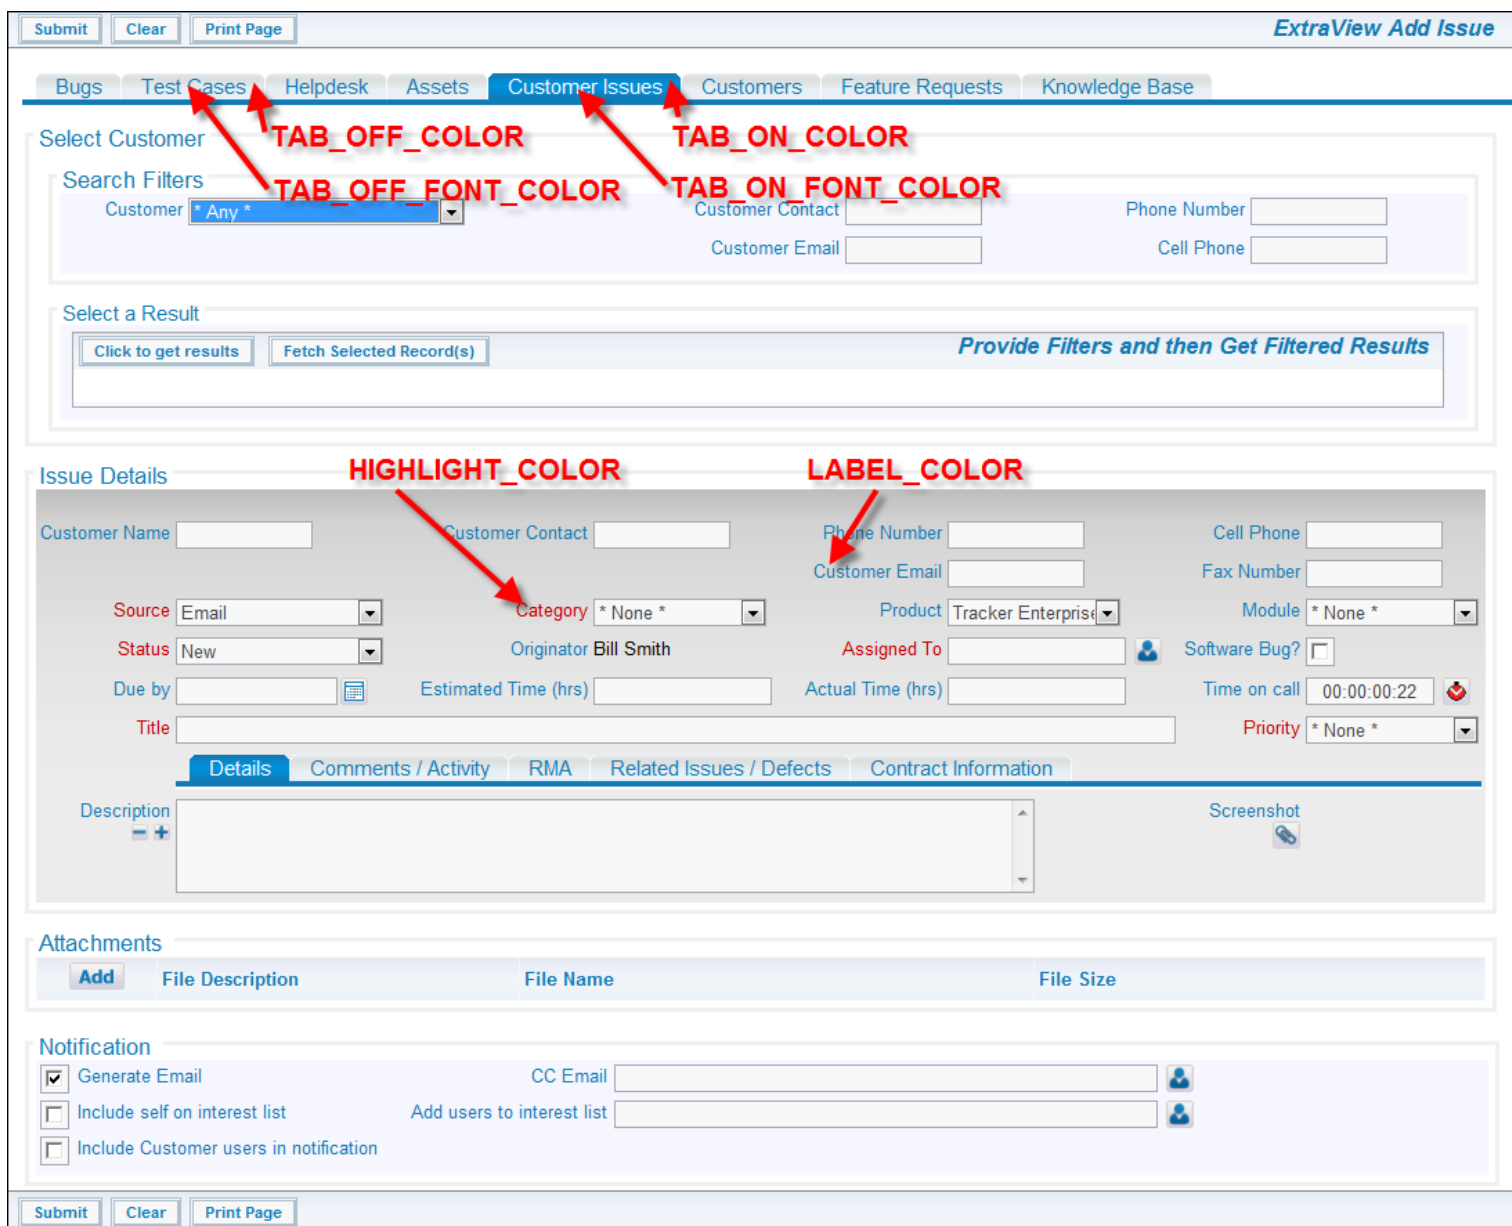 Submit Clear Print Page ExtraView Add Issue
Bugs Test Cases Helpdesk Assets Customer Issues Customers Feature Requests Knowledge Base
Select Customer TAB_OFF_COLOR TAB_ON_COLOR
Search Filters TAB_OFF_FONT_COLOR TAB_ON_FONT_COLOR
Customer * Any * Customer Contact Phone Number
Customer Email Cell Phone
Select a Result
Click to get results Fetch Selected Record(s) Provide Filters and then Get Filtered Results
Issue Details HIGHLIGHT_COLOR LABEL_COLOR
Customer Name Customer Contact Phone Number Cell Phone
Customer Email Fax Number
Source Email Category * None * Product Tracker Enterprise Module * None *
Status New Originator Bill Smith Assigned To Software Bug?
Due by Estimated Time (hrs) Actual Time (hrs) Time on call 00:00:00:22
Title Priority * None *
Details Comments / Activity RMA Related Issues / Defects Contract Information
Description Screenshot
Attachments
Add File Description File Name File Size
Notification
Generate Email CC Email
Include self on interest list Add users to interest list
Include Customer users in notification
Submit Clear Print Page